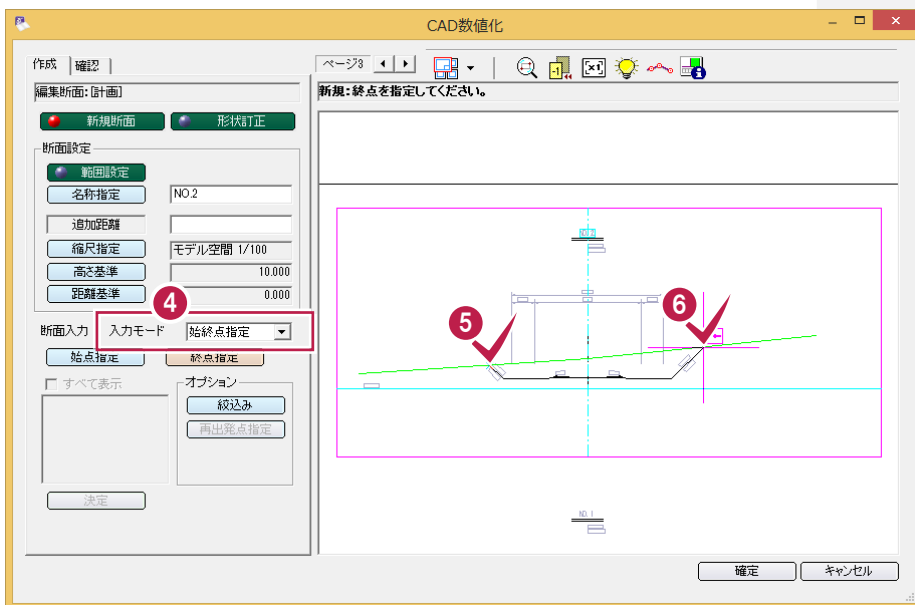 CAD数値化
作成 確認
編集断面:[計画]
新規断面 形状訂正
断面設定
範囲設定
名称指定 NO.2
追加距離
縮尺指定 モデル空間 1/100
高さ基準 10.000
距離基準 0.000
4
断面入力 入力モード 始終点指定
始点指定 終点指定
すべて表示
オプション
絞込み
再出発点指定
決定
ページ3
新規:終点を指定してください。
5
6
NO.2
NO.1
確定 キャンセル